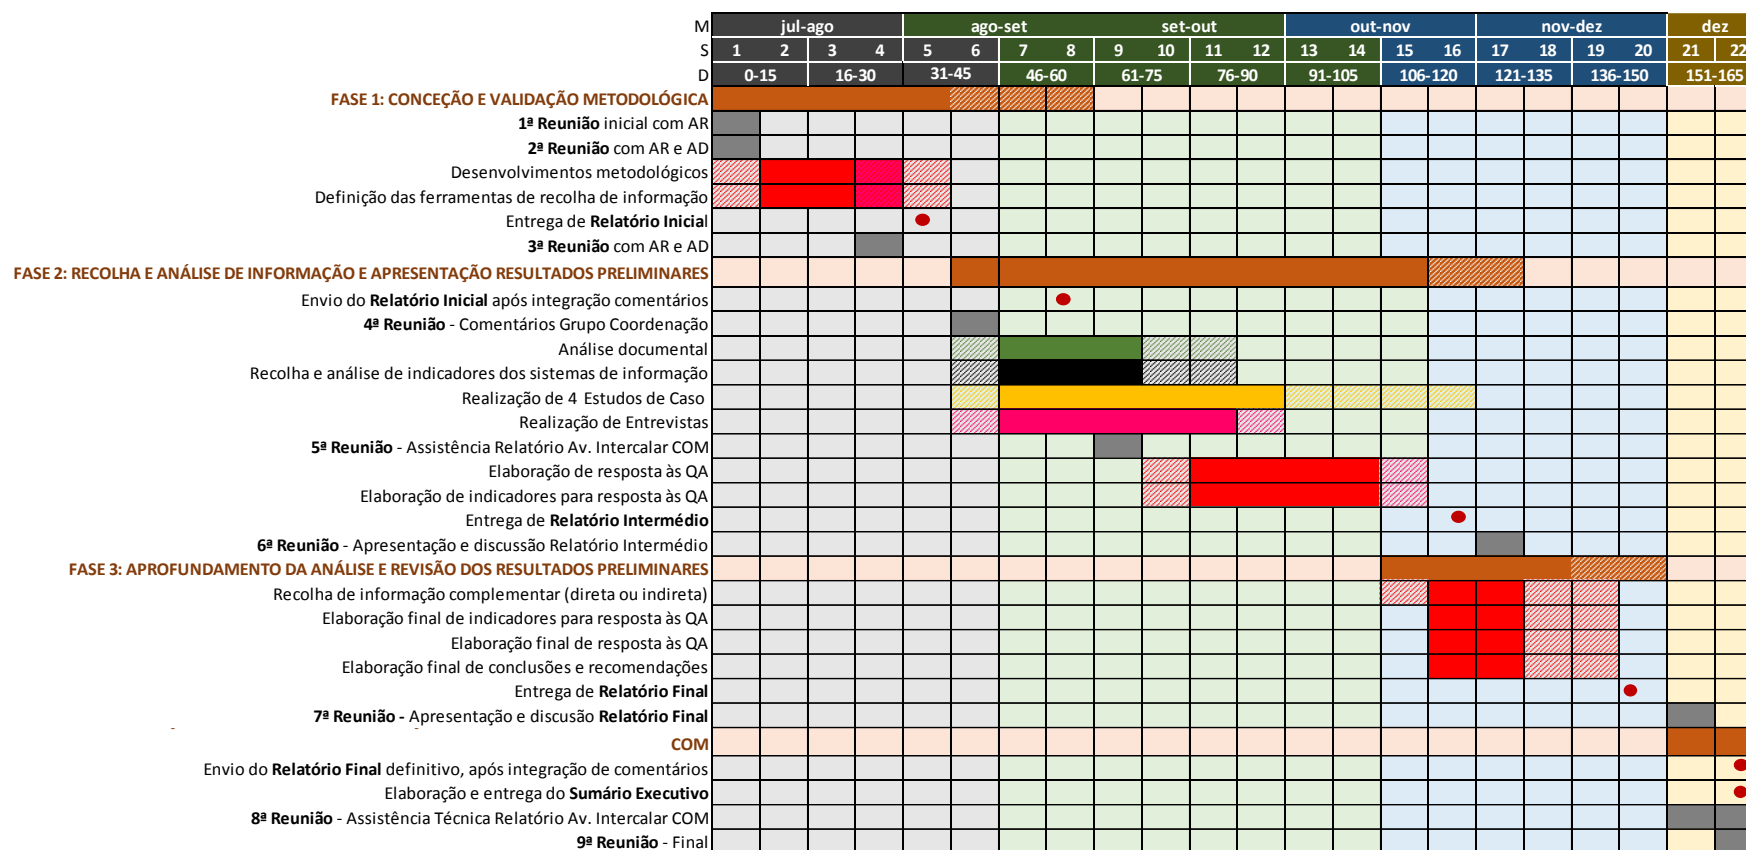 M jul-ago ago-set set-out out-nov nov-dez dez
S 1 2 3 4 5 6 7 8 9 10 11 12 13 14 15 16 17 18 19 20 21 22
D 0-15 16-30 31-45 46-60 61-75 76-90 91-105 106-120 121-135 136-150 151-165
FASE 1: CONCEÇÃO E VALIDAÇÃO METODOLÓGICA
1ª Reunião inicial com AR
2ª Reunião com AR e AD
Desenvolvimentos metodológicos
Definição das ferramentas de recolha de informação
Entrega de Relatório Inicial
3ª Reunião com AR e AD
FASE 2: RECOLHA E ANÁLISE DE INFORMAÇÃO E APRESENTAÇÃO RESULTADOS PRELIMINARES
Envio do Relatório Inicial após integração comentários
4ª Reunião - Comentários Grupo Coordenação
Análise documental
Recolha e análise de indicadores dos sistemas de informação
Realização de 4 Estudos de Caso
Realização de Entrevistas
5ª Reunião - Assistência Relatório Av. Intercalar COM
Elaboração de resposta às QA
Elaboração de indicadores para resposta às QA
Entrega de Relatório Intermédio
6ª Reunião - Apresentação e discussão Relatório Intermédio
FASE 3: APROFUNDAMENTO DA ANÁLISE E REVISÃO DOS RESULTADOS PRELIMINARES
Recolha de informação complementar (direta ou indireta)
Elaboração final de indicadores para resposta às QA
Elaboração final de resposta às QA
Elaboração final de conclusões e recomendações
Entrega de Relatório Final
7ª Reunião - Apresentação e discusão Relatório Final
COM
Envio do Relatório Final definitivo, após integração de comentários
Elaboração e entrega do Sumário Executivo
8ª Reunião - Assistência Técnica Relatório Av. Intercalar COM
9ª Reunião - Final